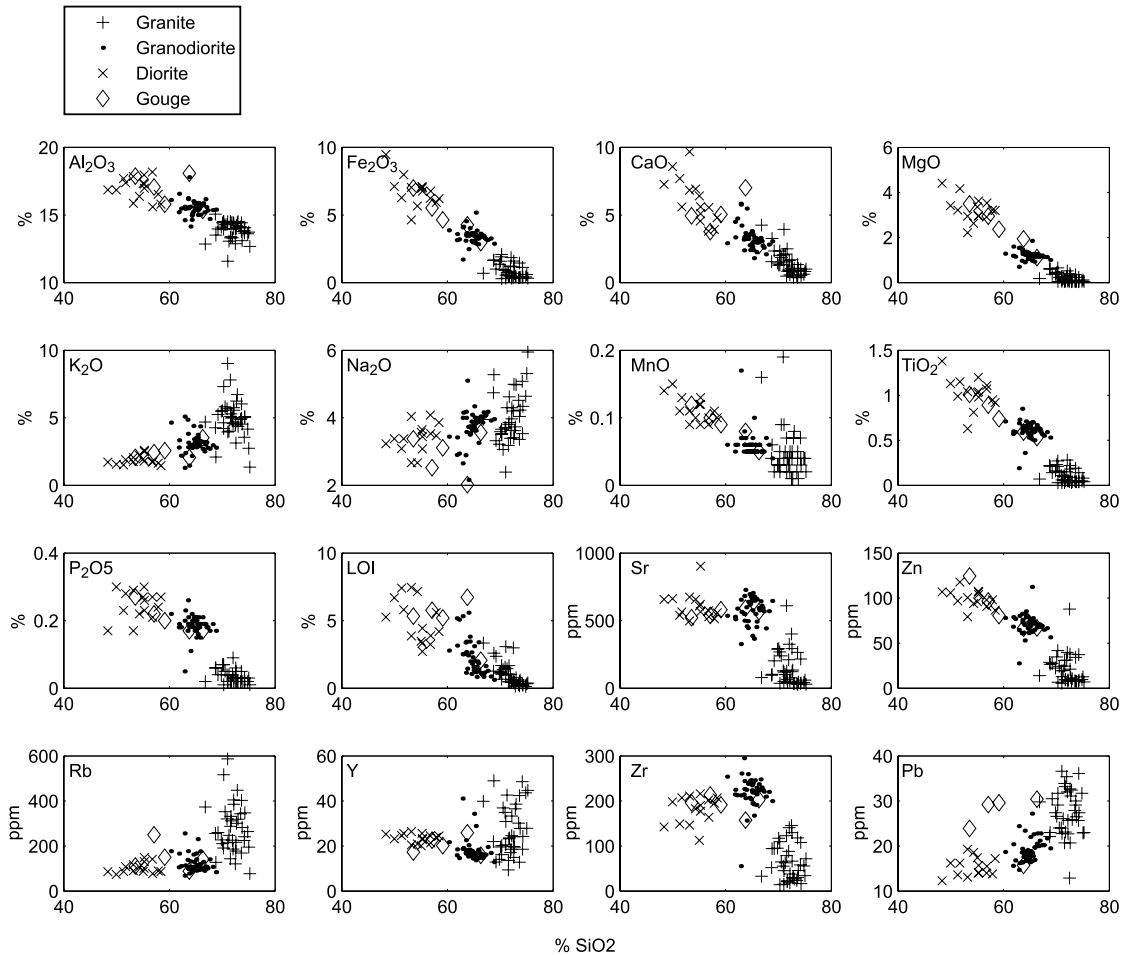 Granite
Granodiorite
Diorite
Gouge
Al2O3 Fe2O3 CaO MgO
20 10 10 6
15 5 5 4 2
10 0 0 0
% % % %
40 60 80 40 60 80 40 60 80 40 60 80
K2O Na2O MnO TiO2
10 6 0.2 1.5
5 4 0.1 1 0.5
0 2 0 0
% % % %
40 60 80 40 60 80 40 60 80 40 60 80
P2O5 LOI Sr Zn
0.4 10 1000 150
0.2 5 500 100 50
0 0 0 0
% % ppm ppm
40 60 80 40 60 80 40 60 80 40 60 80
Rb Y Zr Pb
600 60 300 40
400 40 200 30
200 20 100 20
0 0 0 10
ppm ppm ppm ppm
40 60 80 40 60 80 40 60 80 40 60 80
% SiO2